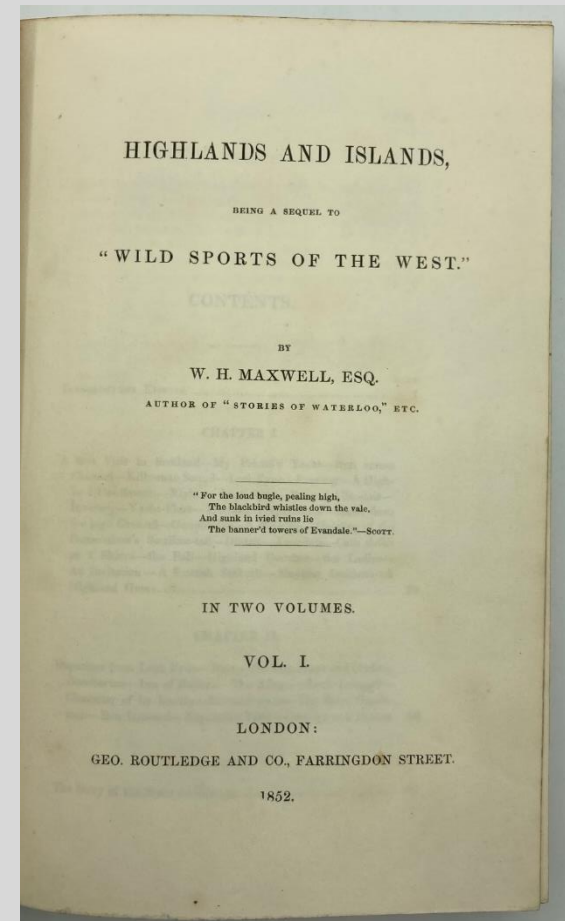 HIGHLANDS AND ISLANDS,
BEING A SEQUEL TO
“WILD SPORTS OF THE WEST.”
BY
W. H. MAXWELL, ESQ.
AUTHOR OF “STORIES OF WATERLOO,” ETC.
“For the loud bugle, pealing high,
The blackbird whistles down the vale,
And sunk in ivied ruins lie
The banner’d towers of Evandale.”—SCOTT.
IN TWO VOLUMES.
VOL. I.
LONDON:
GEO. ROUTLEDGE AND CO., FARRINGDON STREET.
1852.
CONTENTS.